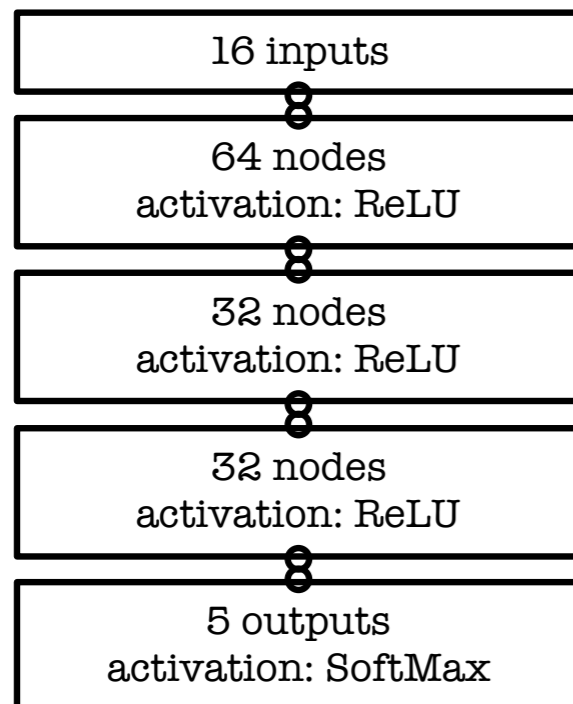 16 inputs
64 nodes
activation: ReLU
32 nodes
activation: ReLU
32 nodes
activation: ReLU
5 outputs
activation: SoftMax